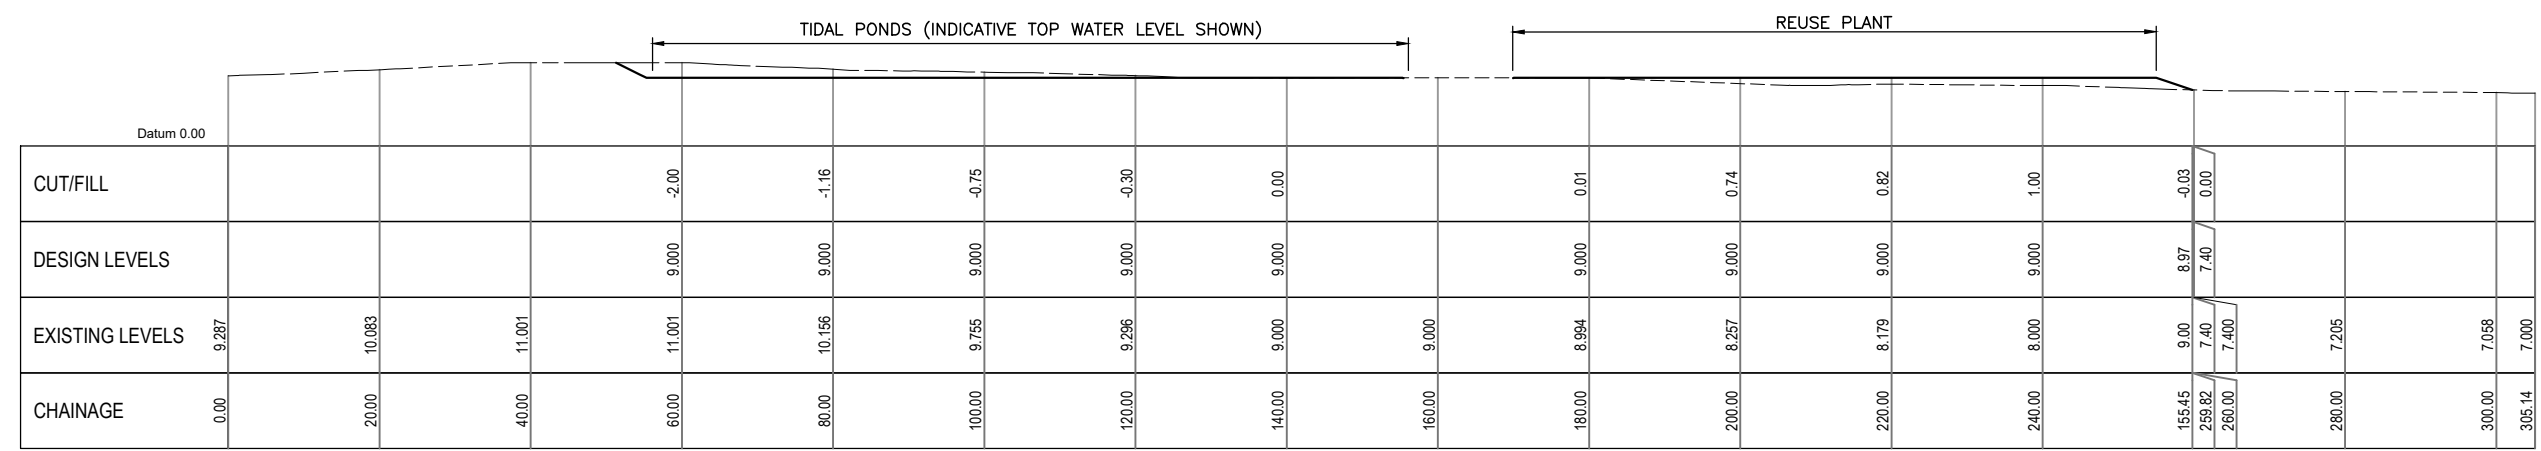 TIDAL PONDS (INDICATIVE TOP WATER LEVEL SHOWN)
REUSE PLANT
Datum 0.00
CUT/FILL -2.00 -1.16 -0.75 -0.30 0.00 0.01 0.74 0.82 1.00 -0.03 0.00
DESIGN LEVELS 9.000 9.000 9.000 9.000 9.000 9.000 9.000 9.000 9.000 8.97 7.40
EXISTING LEVELS 9.287 10.083 11.001 11.001 10.156 9.755 9.296 9.000 9.000 8.994 8.257 8.179 8.000 9.00 7.40 7.400 7.205 7.058 7.000
CHAINAGE 0.00 20.00 40.00 60.00 80.00 100.00 120.00 140.00 160.00 180.00 200.00 220.00 240.00 155.45 259.82 260.00 280.00 300.00 305.14